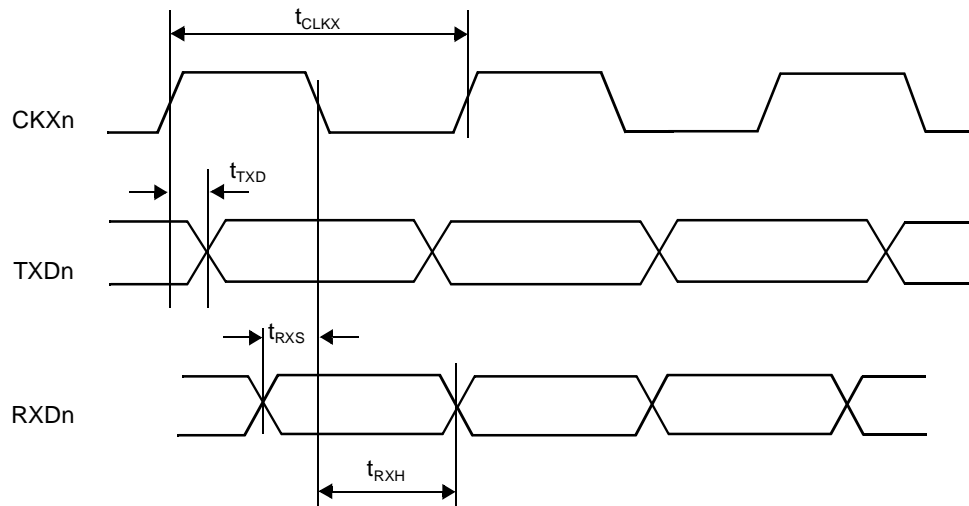 tCLKX
CKXn
tTXD
TXDn
tRXS
RXDn
tRXH